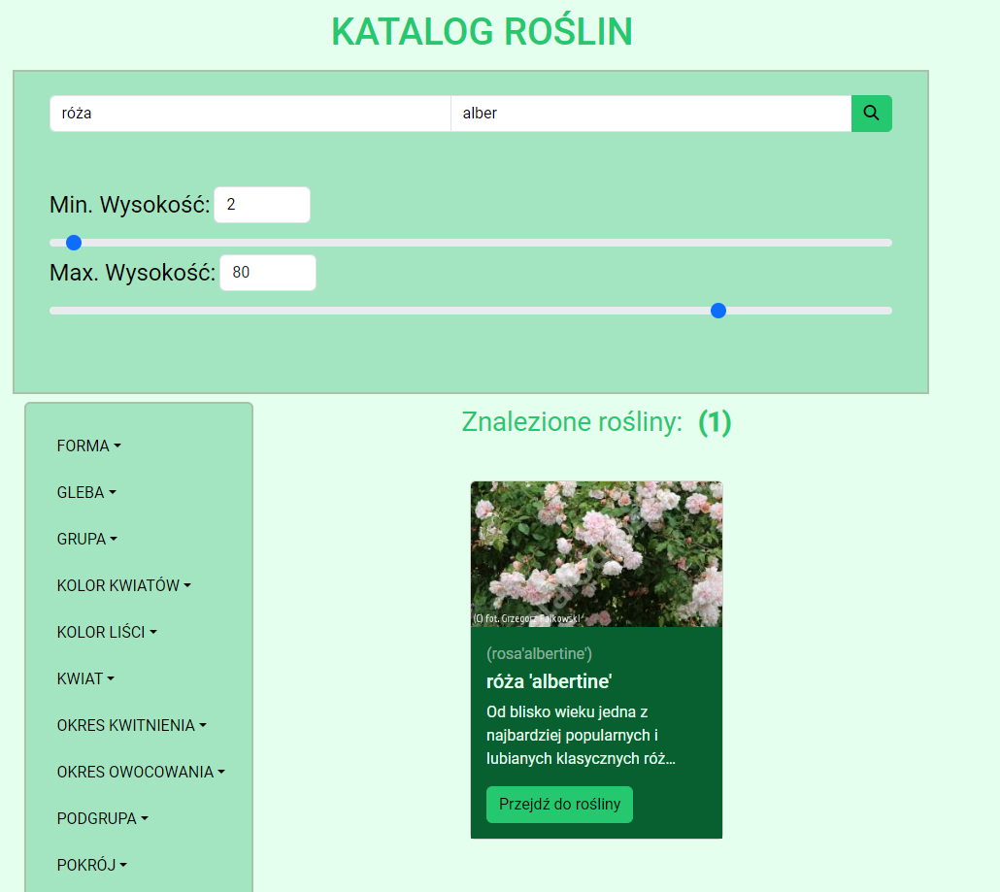 KATALOG ROŚLIN
róża
alber
Min. Wysokość: 2
Max. Wysokość: 80
FORMA
GLEBA
GRUPA
KOLOR KWIATÓW
KOLOR LIŚCI
KWIAT
OKRES KWITNIENIA
OKRES OWOCOWANIA
PODGRUPA
POKRÓJ
Znalezione rośliny: (1)
(C) fot. Grzegorz Falkowski
(rosa'albertine')
róża 'albertine'
Od blisko wieku jedna z
najbardziej popularnych i
lubianych klasycznych róż...
Przejdź do rośliny